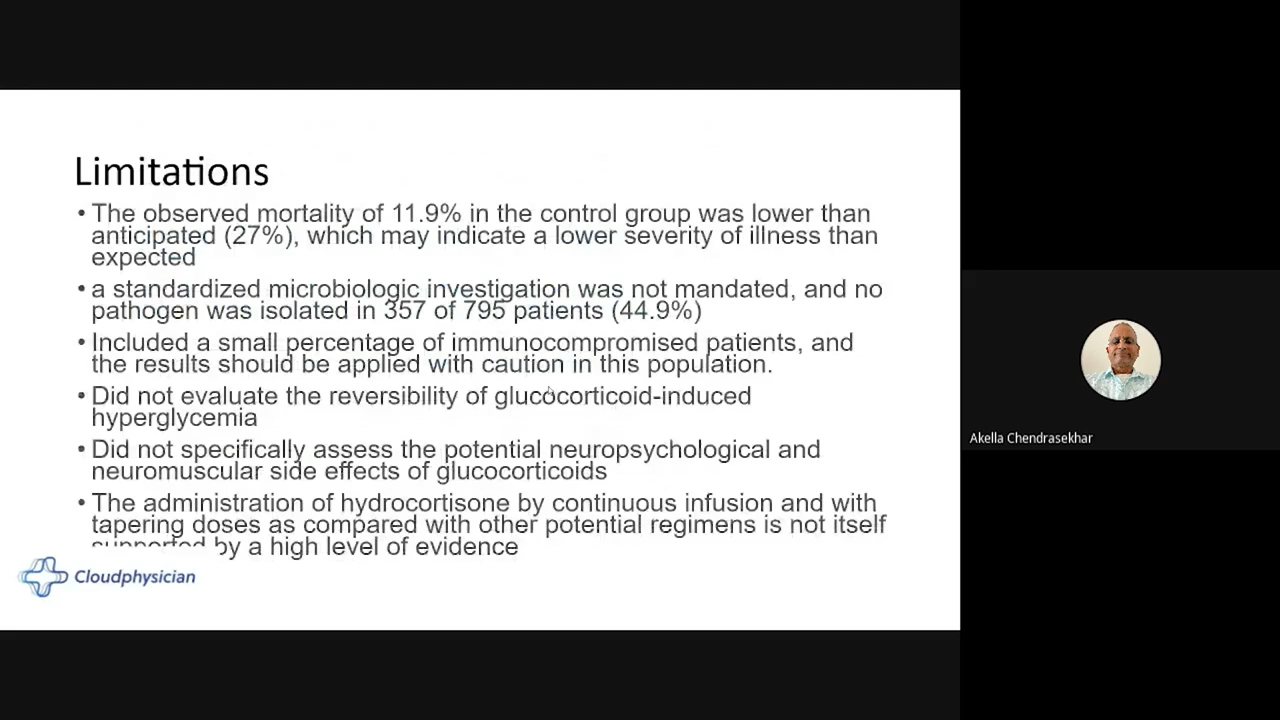 Limitations
• The observed mortality of 11.9% in the control group was lower than
anticipated (27%), which may indicate a lower severity of illness than
expected
• a standardized microbiologic investigation was not mandated, and no
pathogen was isolated in 357 of 795 patients (44.9%)
• Included a small percentage of immunocompromised patients, and
the results should be applied with caution in this population.
• Did not evaluate the reversibility of glucocorticoid-induced
hyperglycemia
• Did not specifically assess the potential neuropsychological and
neuromuscular side effects of glucocorticoids
• The administration of hydrocortisone by continuous infusion and with
tapering doses as compared with other potential regimens is not itself
supported by a high level of evidence
Cloudphysician
Akella Chendrasekhar